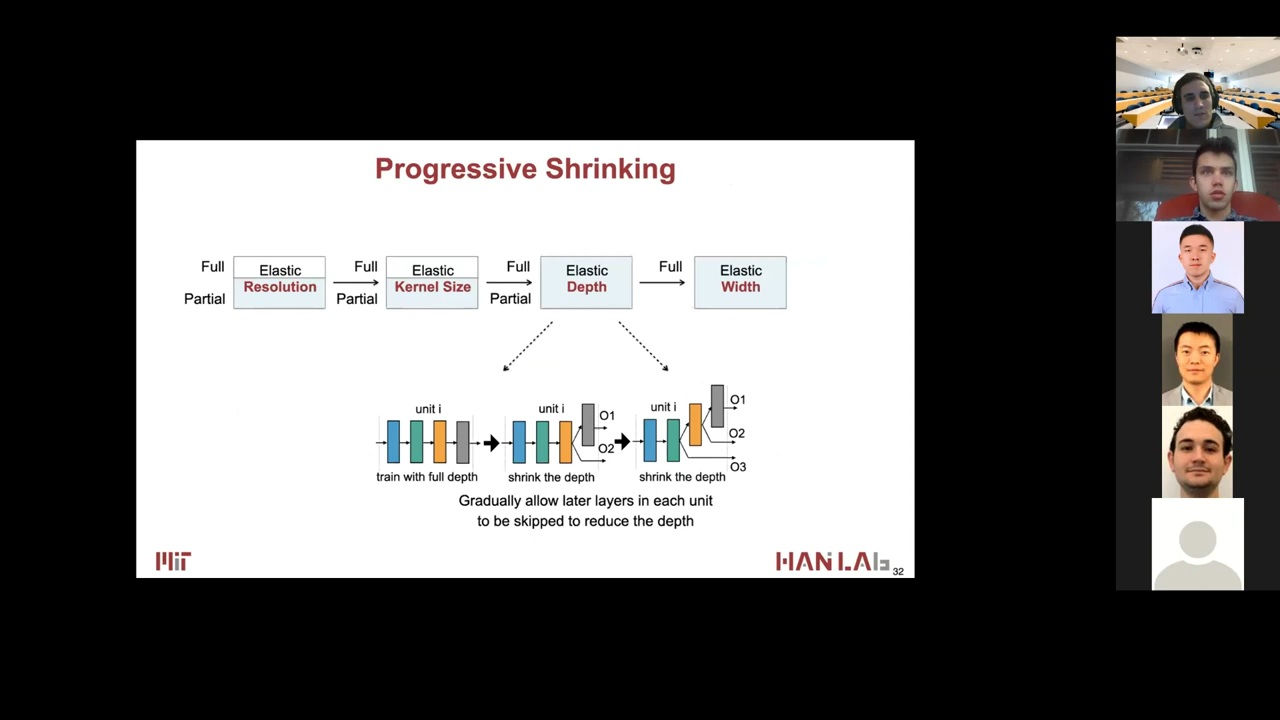 Progressive Shrinking
Full
Partial
Elastic
Resolution
Full
Partial
Elastic
Kernel Size
Full
Partial
Elastic
Depth
Full
Elastic
Width
unit i
train with full depth
unit i
O1
O2
shrink the depth
unit i
O1
O2
O3
shrink the depth
Gradually allow later layers in each unit
to be skipped to reduce the depth
MIT
HAN LAb
32